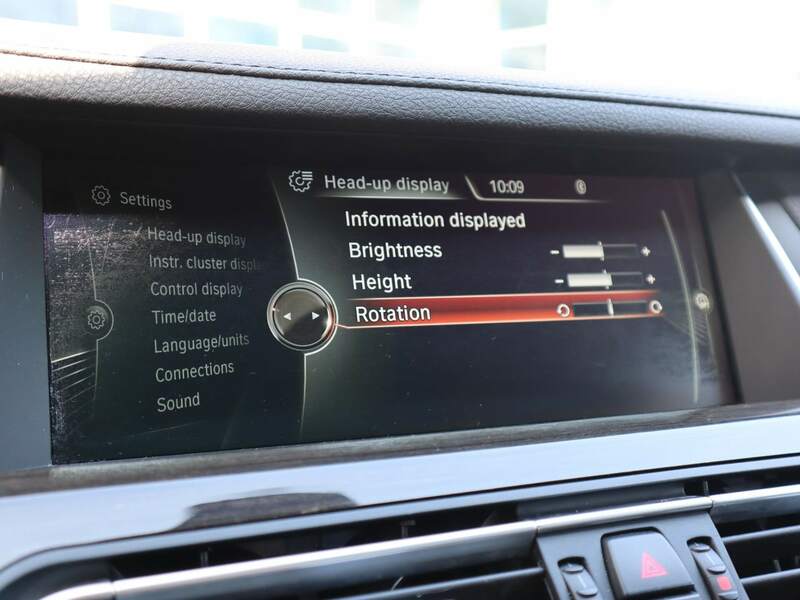 Settings
Head-up display
Instr. cluster displ
Control display
Time/date
Language/units
Connections
Sound
Head-up display 10:09
Information displayed
Brightness - +
Height - +
Rotation